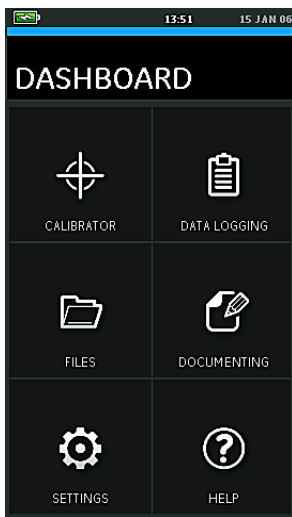 13:51 15 JAN 06
DASHBOARD
CALIBRATOR DATA LOGGING
FILES DOCUMENTING
SETTINGS HELP